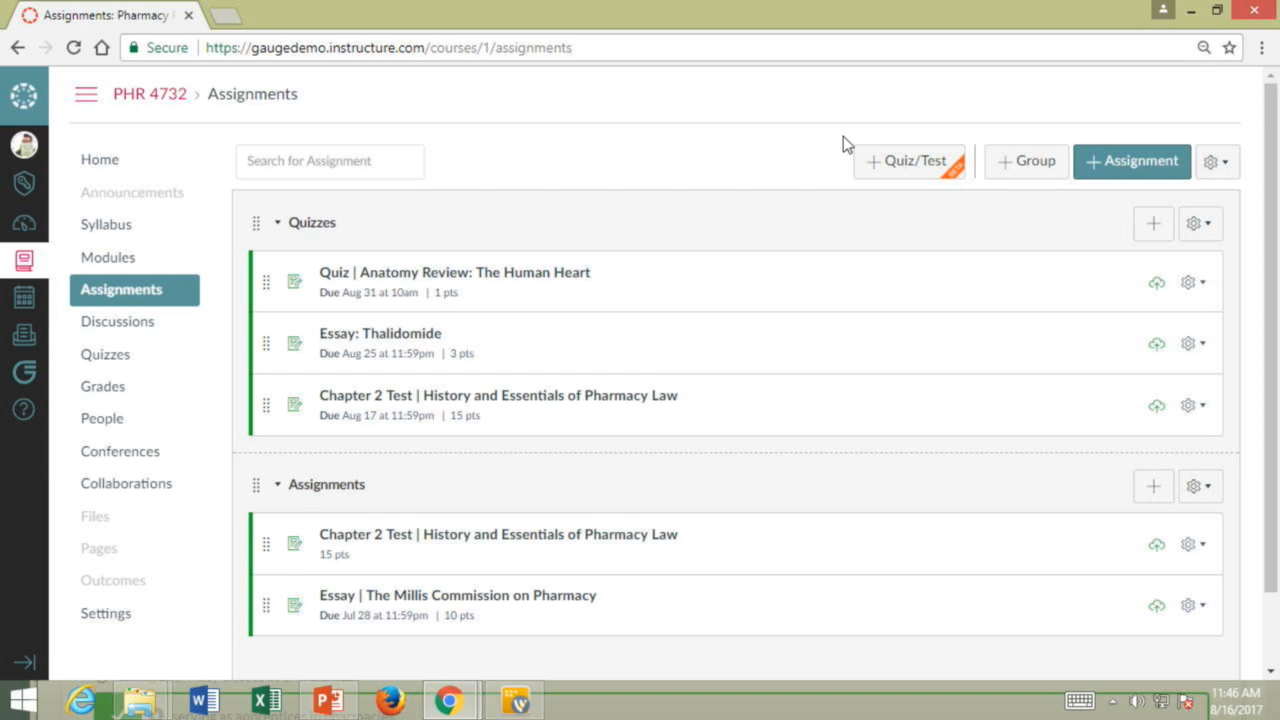 Assignments: Pharmacy
Secure
https://gaugedemo.instructure.com/courses/1/assignments
PHR 4732 › Assignments
Home
Announcements
Syllabus
Modules
Assignments
Discussions
Quizzes
Grades
People
Conferences
Collaborations
Files
Pages
Outcomes
Settings
Search for Assignment
+ Quiz/Test
+ Group
+ Assignment
Quizzes
Quiz | Anatomy Review: The Human Heart
Due Aug 31 at 10am | 1 pts
Essay: Thalidomide
Due Aug 25 at 11:59pm | 3 pts
Chapter 2 Test | History and Essentials of Pharmacy Law
Due Aug 17 at 11:59pm | 15 pts
Assignments
Chapter 2 Test | History and Essentials of Pharmacy Law
15 pts
Essay | The Millis Commission on Pharmacy
Due Jul 28 at 11:59pm | 10 pts
11:46 AM
8/16/2017